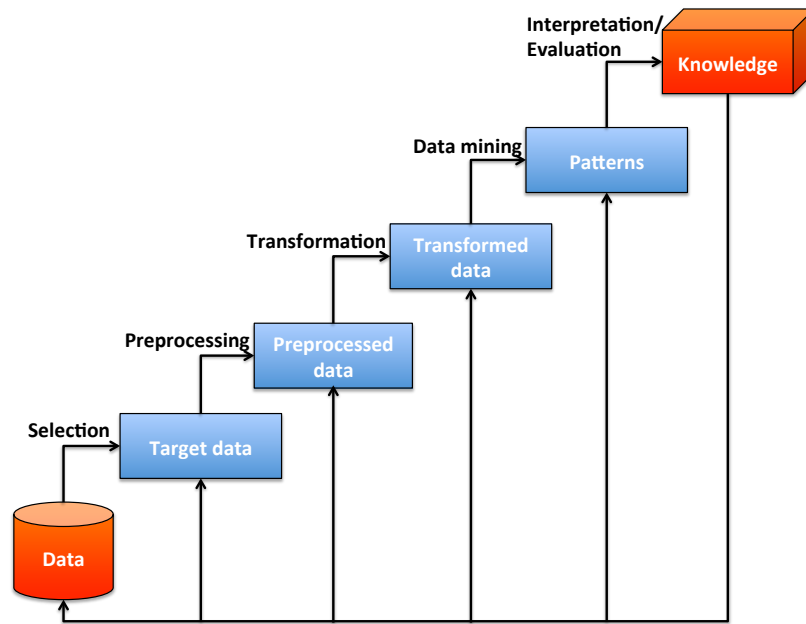 Interpretation/
Evaluation
Knowledge
Data mining
Patterns
Transformation
Transformed
data
Preprocessing
Preprocessed
data
Selection
Target data
Data